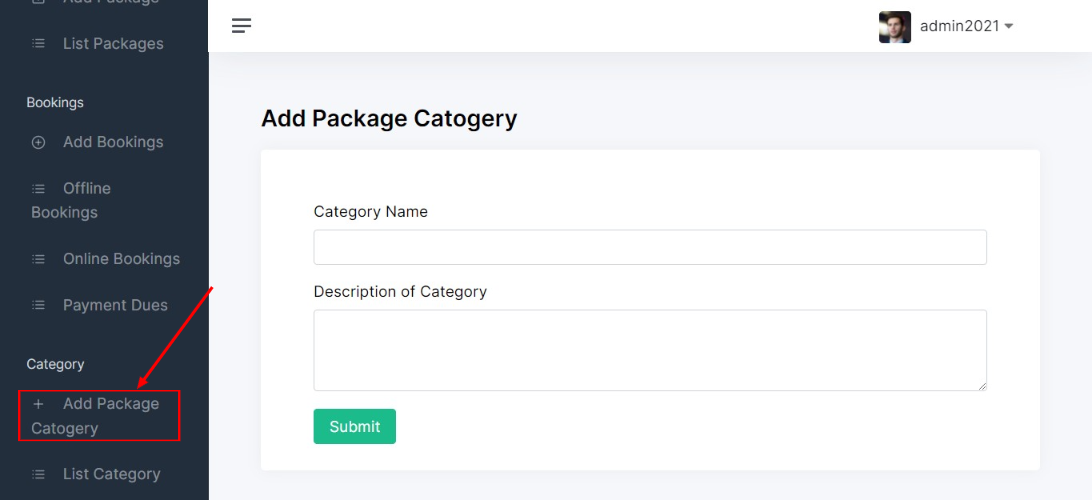 Add Package
List Packages
Bookings
Add Bookings
Offline
Bookings
Online Bookings
Payment Dues
Category
Add Package
Catogery
List Category
admin2021
Add Package Catogery
Category Name
Description of Category
Submit